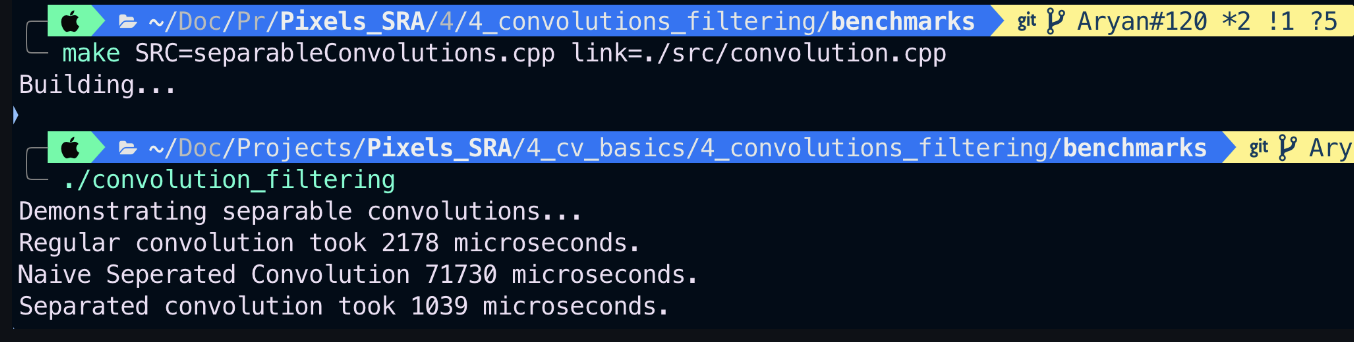 ~/Doc/Pr/Pixels_SRA/4/4_convolutions_filtering/benchmarks git Aryan#120 *2 !1 ?5
make SRC=separableConvolutions.cpp link=./src/convolution.cpp
Building...
~/Doc/Projects/Pixels_SRA/4_cv_basics/4_convolutions_filtering/benchmarks git Ary
./convolution_filtering
Demonstrating separable convolutions...
Regular convolution took 2178 microseconds.
Naive Seperated Convolution 71730 microseconds.
Separated convolution took 1039 microseconds.